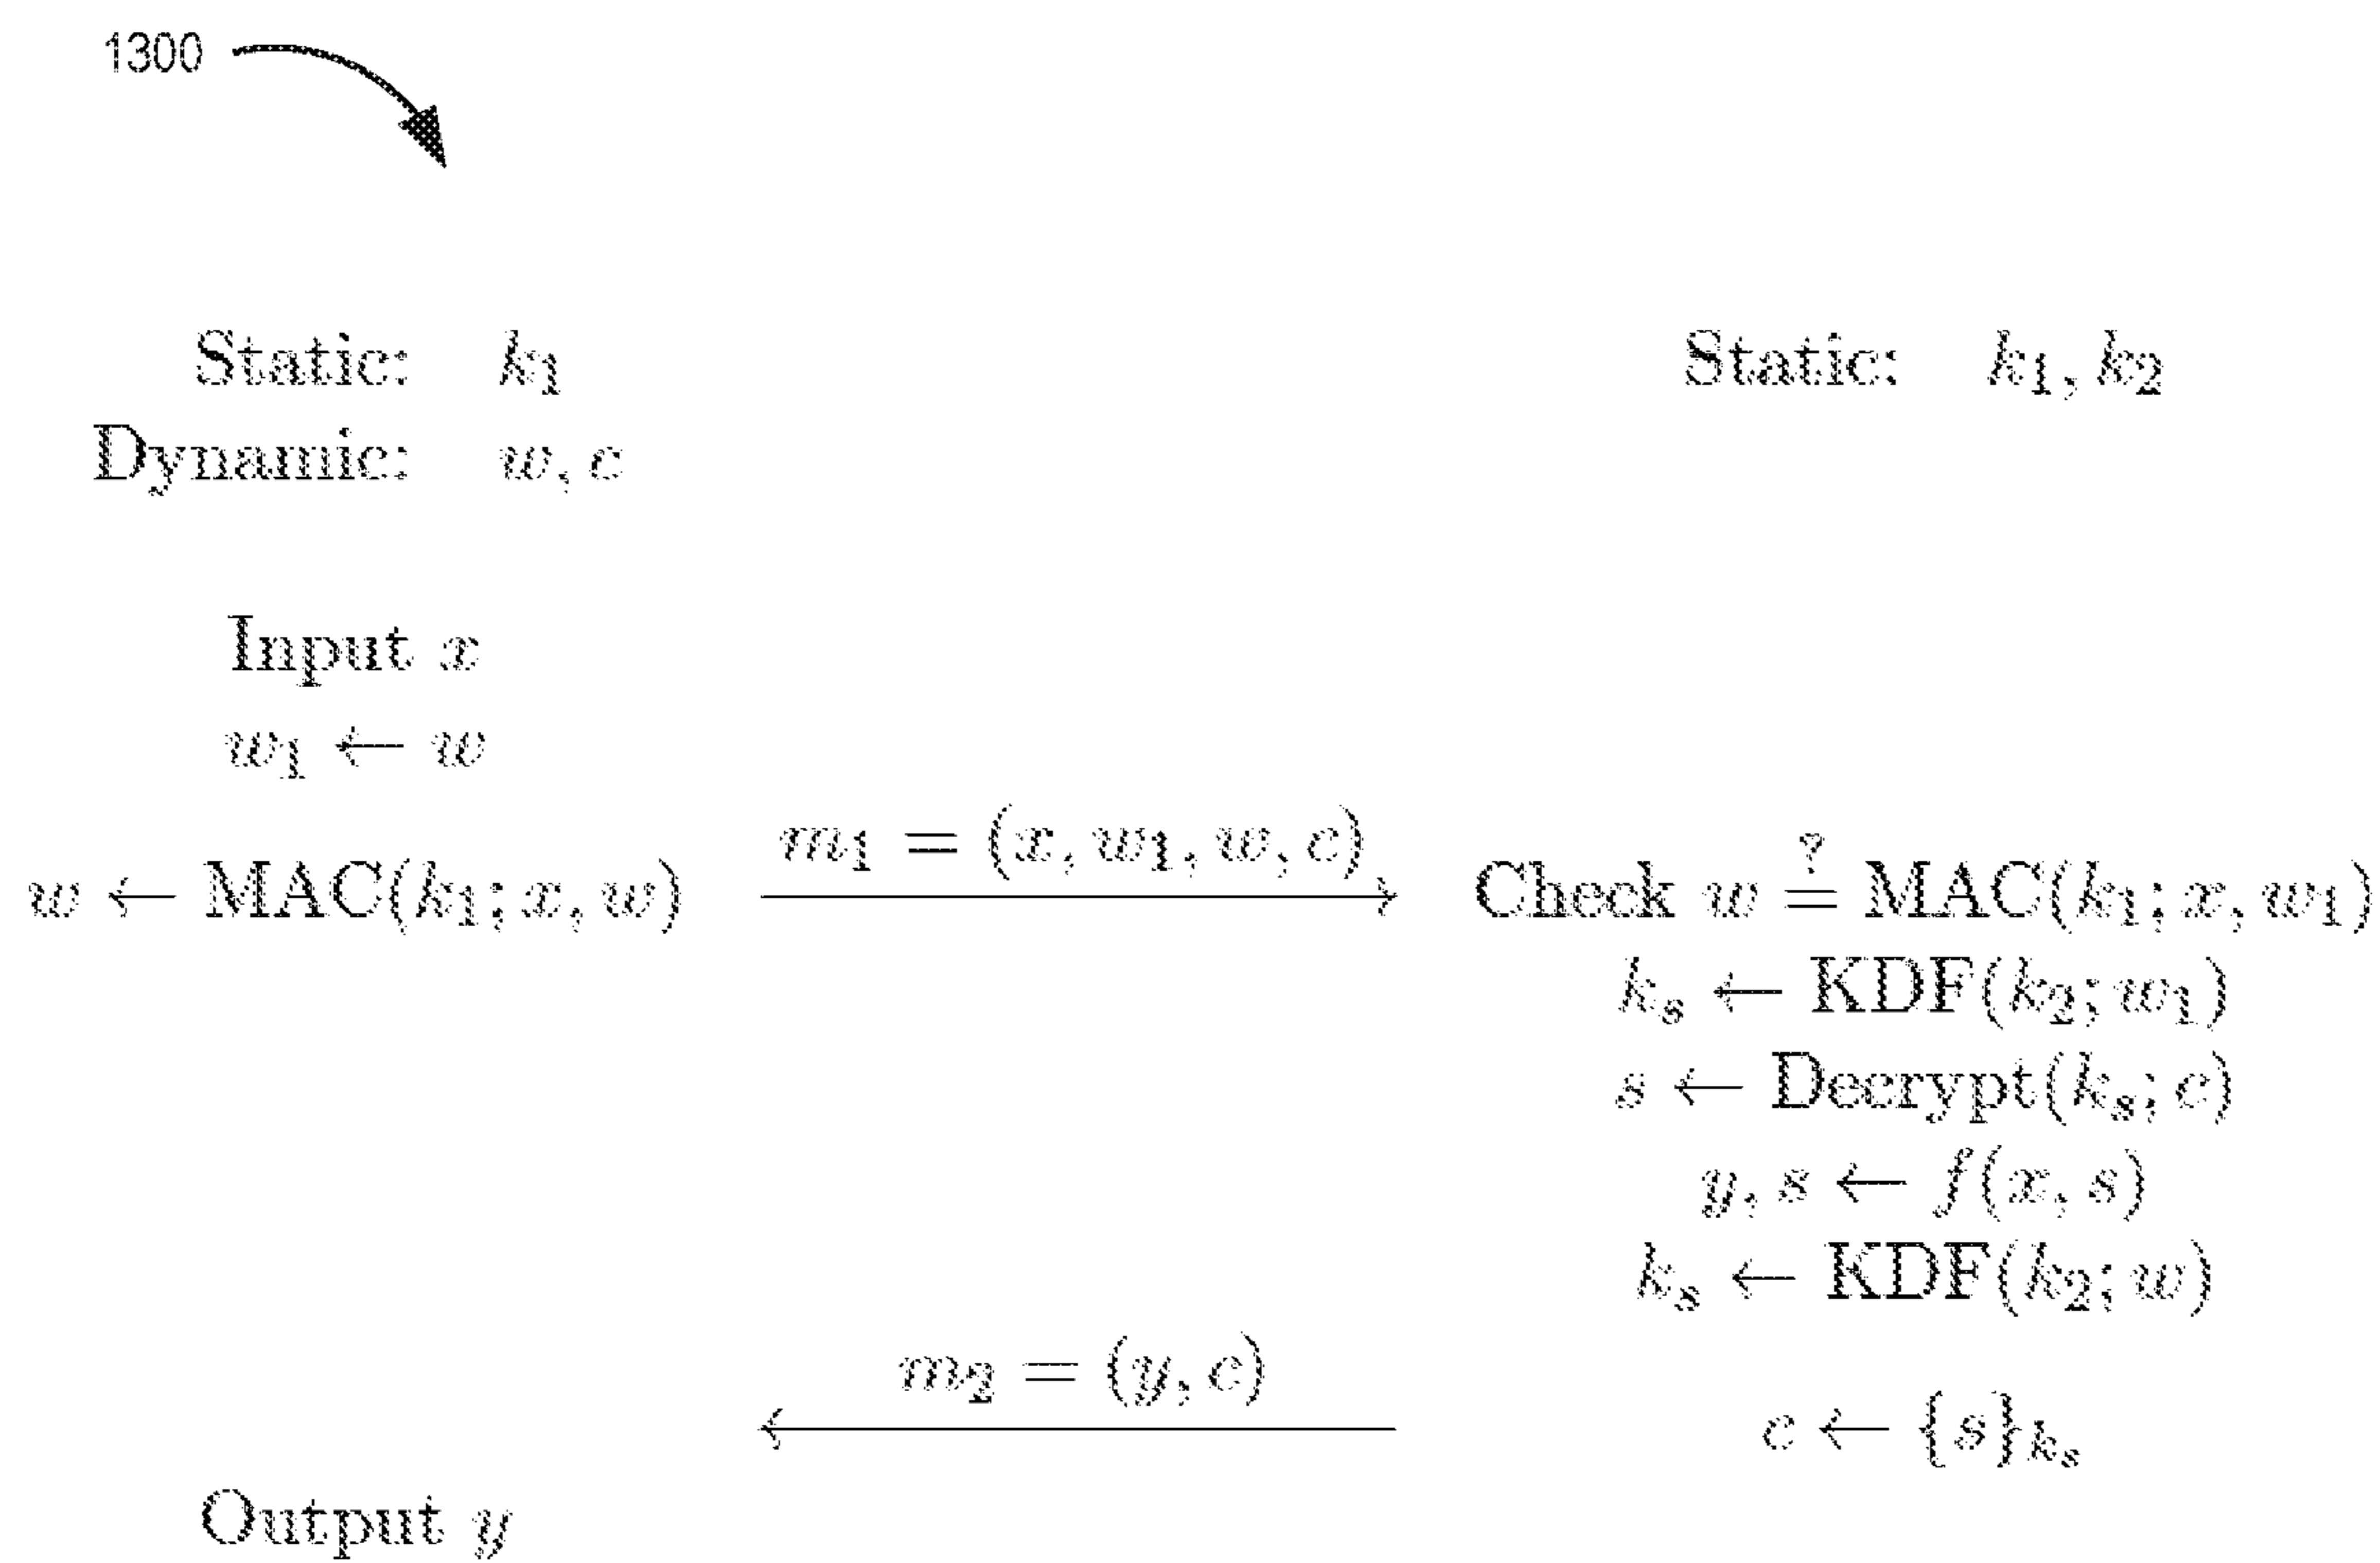 1300
Static: k₁
Static: k₁, k₂
Dynamic: w, c
Input x
w₁ ← w
w ← MAC(k₁; x, w)
m₁ = (x, w₁, w, c)
Check w ≟ MAC(k₁; x, w₁)
kₛ ← KDF(k₂; w₁)
s ← Decrypt(kₛ; c)
y, s ← f(x, s)
kₛ ← KDF(k₂; w)
m₂ = (y, c)
c ← {s}kₛ
Output y